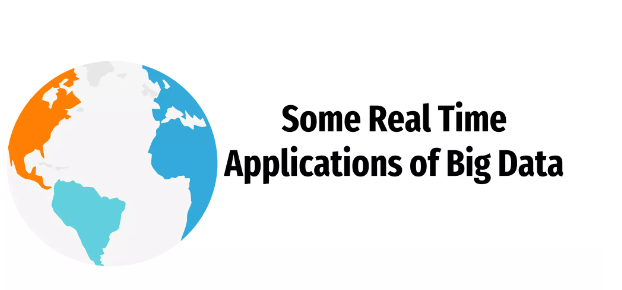 Some Real Time
Applications of Big Data